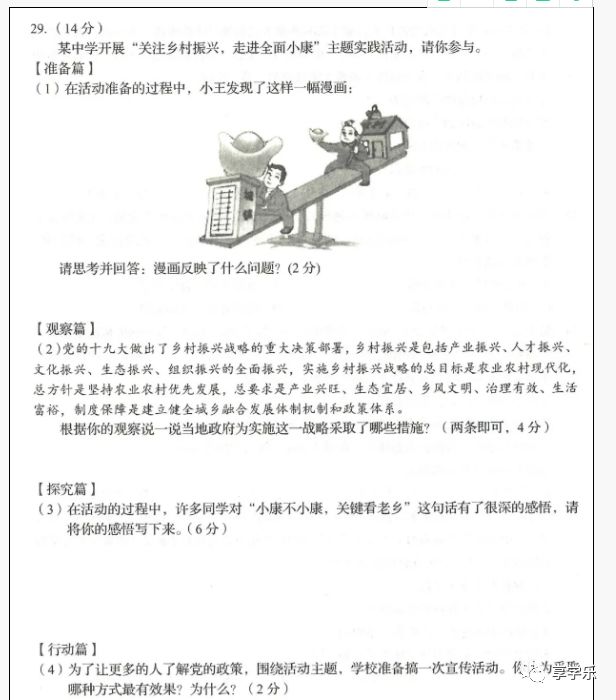 29.（14分）
某中学开展“关注乡村振兴，走进全面小康”主题实践活动，请你参与。
【准备篇】
（1）在活动准备的过程中，小王发现了这样一幅漫画：
城镇
请思考并回答：漫画反映了什么问题?（2分）
【观察篇】
（2）党的十九大做出了乡村振兴战略的重大决策部署，乡村振兴是包括产业振兴、人才振兴、
文化振兴、生态振兴、组织振兴的全面振兴，实施乡村振兴战略的总目标是农业农村现代化，
总方针是坚持农业农村优先发展，总要求是产业兴旺、生态宜居、乡风文明、治理有效、生活
富裕，制度保障是建立健全城乡融合发展体制机制和政策体系。
根据你的观察说一说当地政府为实施这一战略采取了哪些措施?（两条即可，4分）
【探究篇】
（3）在活动的过程中，许多同学对“小康不小康，关键看老乡”这句话有了很深的感悟，请
将你的感悟写下来。（6分）
【行动篇】
（4）为了让更多的人了解党的政策，围绕活动主题，学校准备搞一次宣传活动。你
哪种方式最有效果？为什么?（2分）
享学乐